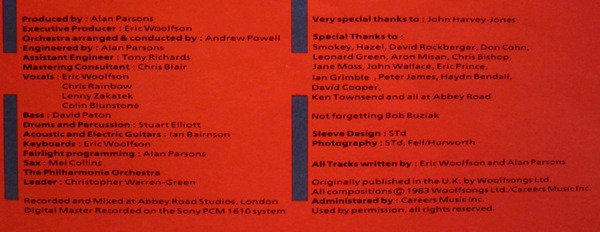 Produced by : Alan Parsons
Executive Producer : Eric Woolfson
Orchestra arranged & conducted by : Andrew Powell
Engineered by : Alan Parsons
Assistant Engineer : Tony Richards
Mastering Consultant : Chris Blair
Vocals : Eric Woolfson
Chris Rainbow
Lenny Zakatek
Colin Blunstone
Bass : David Paton
Drums and Percussion : Stuart Elliott
Acoustic and Electric Guitars : Ian Bairnson
Keyboards : Eric Woolfson
Fairlight programming : Alan Parsons
Sax : Mel Collins
The Philharmonia Orchestra
Leader : Christopher Warren-Green
Recorded and Mixed at Abbey Road Studios, London
Digital Master Recorded on the Sony PCM 1610 system
Very special thanks to : John Harvey-Jones
Special Thanks to :
Smokey, Hazel, David Rockberger, Don Cohn,
Leonard Green, Aron Misan, Chris Bishop,
Jane Moss, John Wallace, Eric Prince,
Ian Grimble , Peter James, Haydn Bendall,
David Cooper,
Ken Townsend and all at Abbey Road
Not forgetting Bob Buziak
Sleeve Design : STd
Photography : STd, Fell/Hurworth
All Tracks written by : Eric Woolfson and Alan Parsons
Originally published in the U.K. by Woolfsongs Ltd.
All compositions © 1983 Woolfsongs Ltd./Careers Music Inc.
Administered by : Careers Music Inc.
Used by permission, all rights reserved.